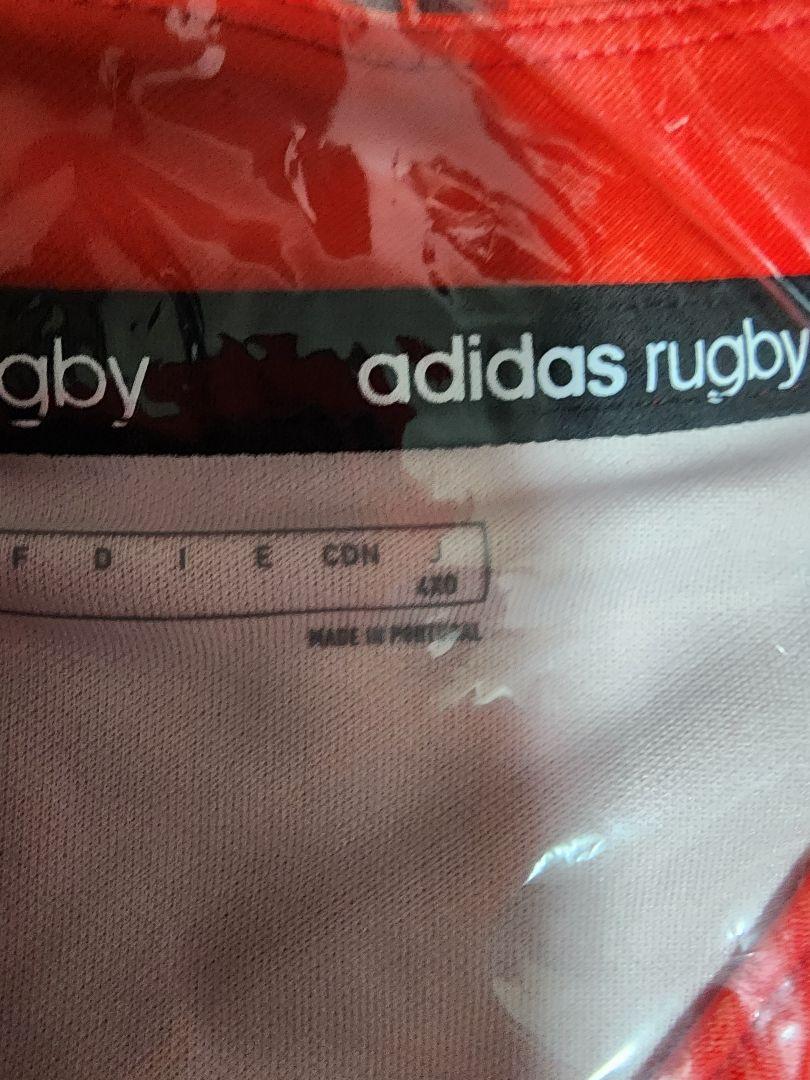 gby adidas rugby
F D I E CDN J
4XO
MADE IN PORTUGAL